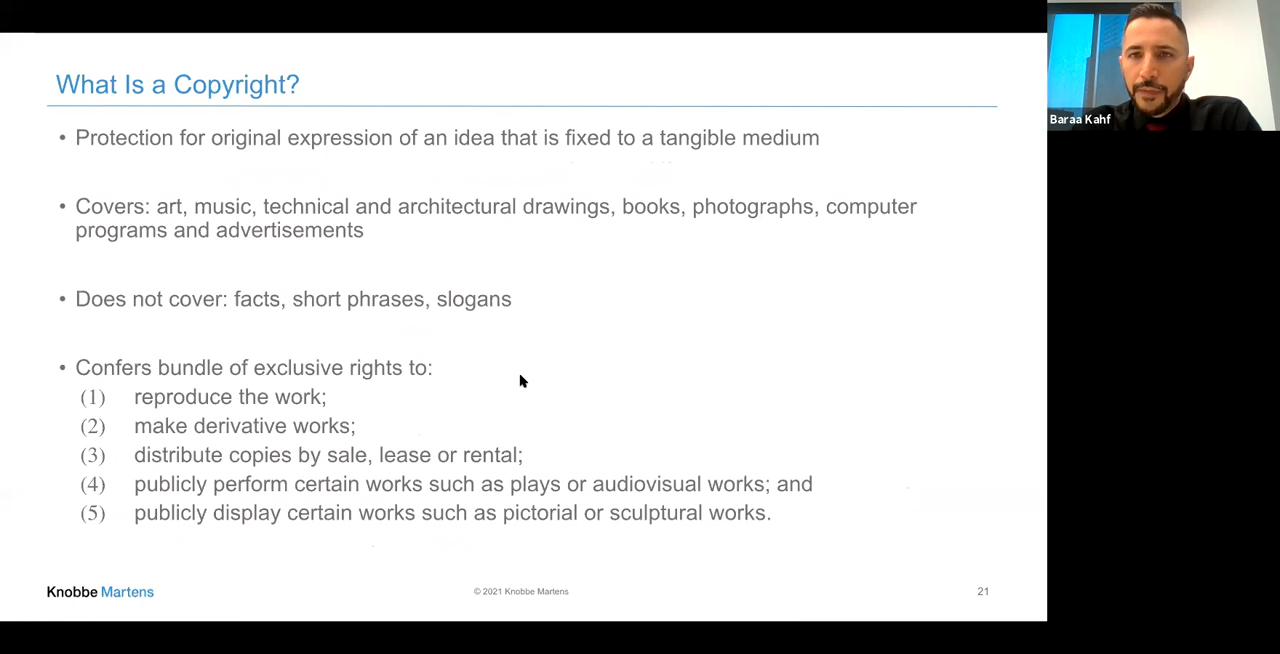 What Is a Copyright?
• Protection for original expression of an idea that is fixed to a tangible medium
• Covers: art, music, technical and architectural drawings, books, photographs, computer
programs and advertisements
• Does not cover: facts, short phrases, slogans
• Confers bundle of exclusive rights to:
(1) reproduce the work;
(2) make derivative works;
(3) distribute copies by sale, lease or rental;
(4) publicly perform certain works such as plays or audiovisual works; and
(5) publicly display certain works such as pictorial or sculptural works.
Knobbe Martens
© 2021 Knobbe Martens
21
Baraa Kahf